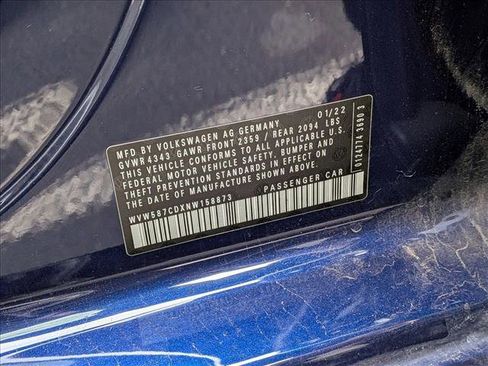 MFD BY VOLKSWAGEN AG GERMANY 01/22
GVWR 4343 GAWR FRONT 2359 / REAR 2094 LBS
THIS VEHICLE CONFORMS TO ALL APPLICABLE U.S.
FEDERAL MOTOR VEHICLE SAFETY, BUMPER AND
THEFT PREVENTION STANDARDS IN EFFECT ON
THE DATE OF MANUFACTURE SHOWN ABOVE.
WVW587CDXNW158873 PASSENGER CAR
0124774 3690 3